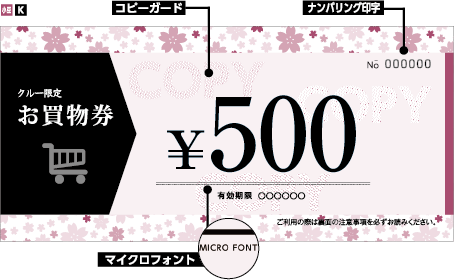 小豆 K
コピーガード
ナンバリング印字
№ 000000
COPY
COPY
クルー限定
お買物券
¥500
有効期限 ○○○○○○
ご利用の際は裏面の注意事項を必ずお読みください。
マイクロフォント
MICRO FONT